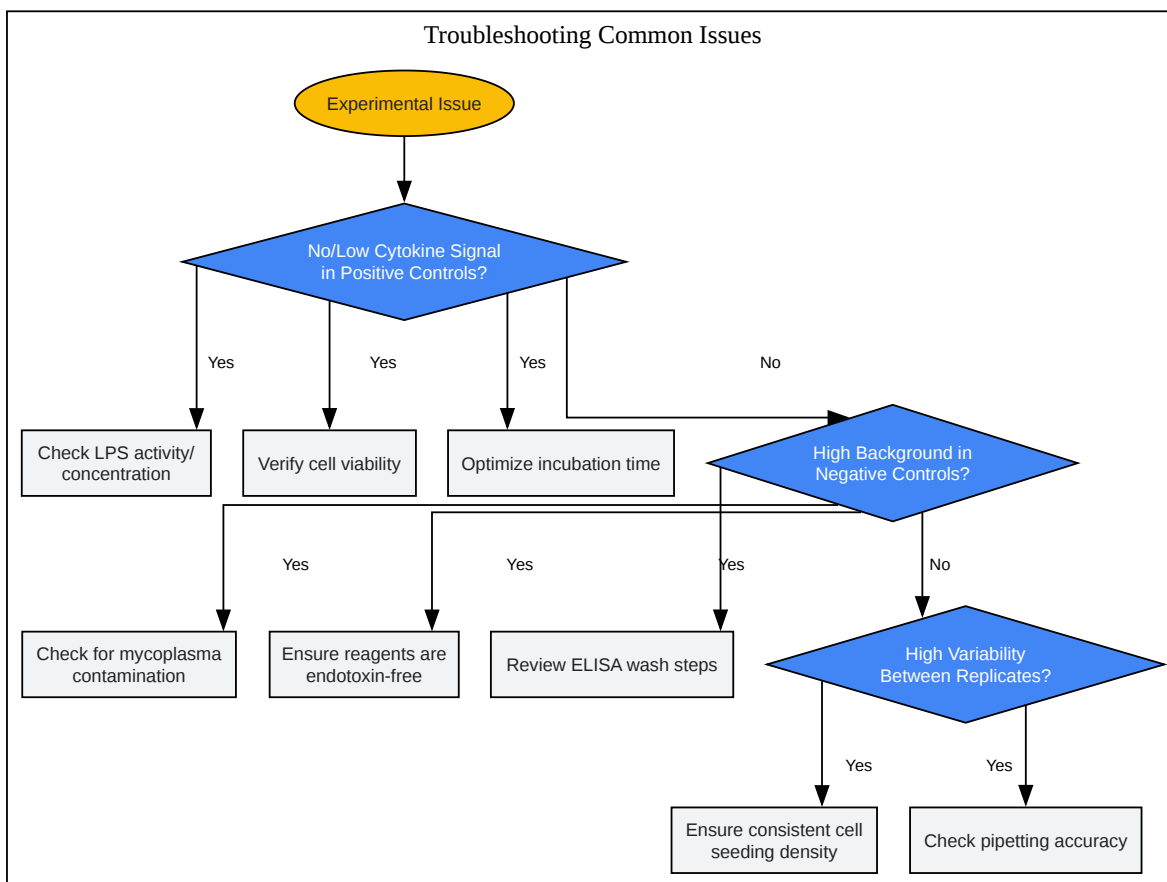 Troubleshooting Common Issues
Experimental Issue
No/Low Cytokine Signal
in Positive Controls?
Yes
Yes
Yes
No
Check LPS activity/
concentration
Verify cell viability
Optimize incubation time
High Background in
Negative Controls?
Yes
Yes
Yes
No
Check for mycoplasma
contamination
Ensure reagents are
endotoxin-free
Review ELISA wash steps
High Variability
Between Replicates?
Yes
Yes
Ensure consistent cell
seeding density
Check pipetting accuracy